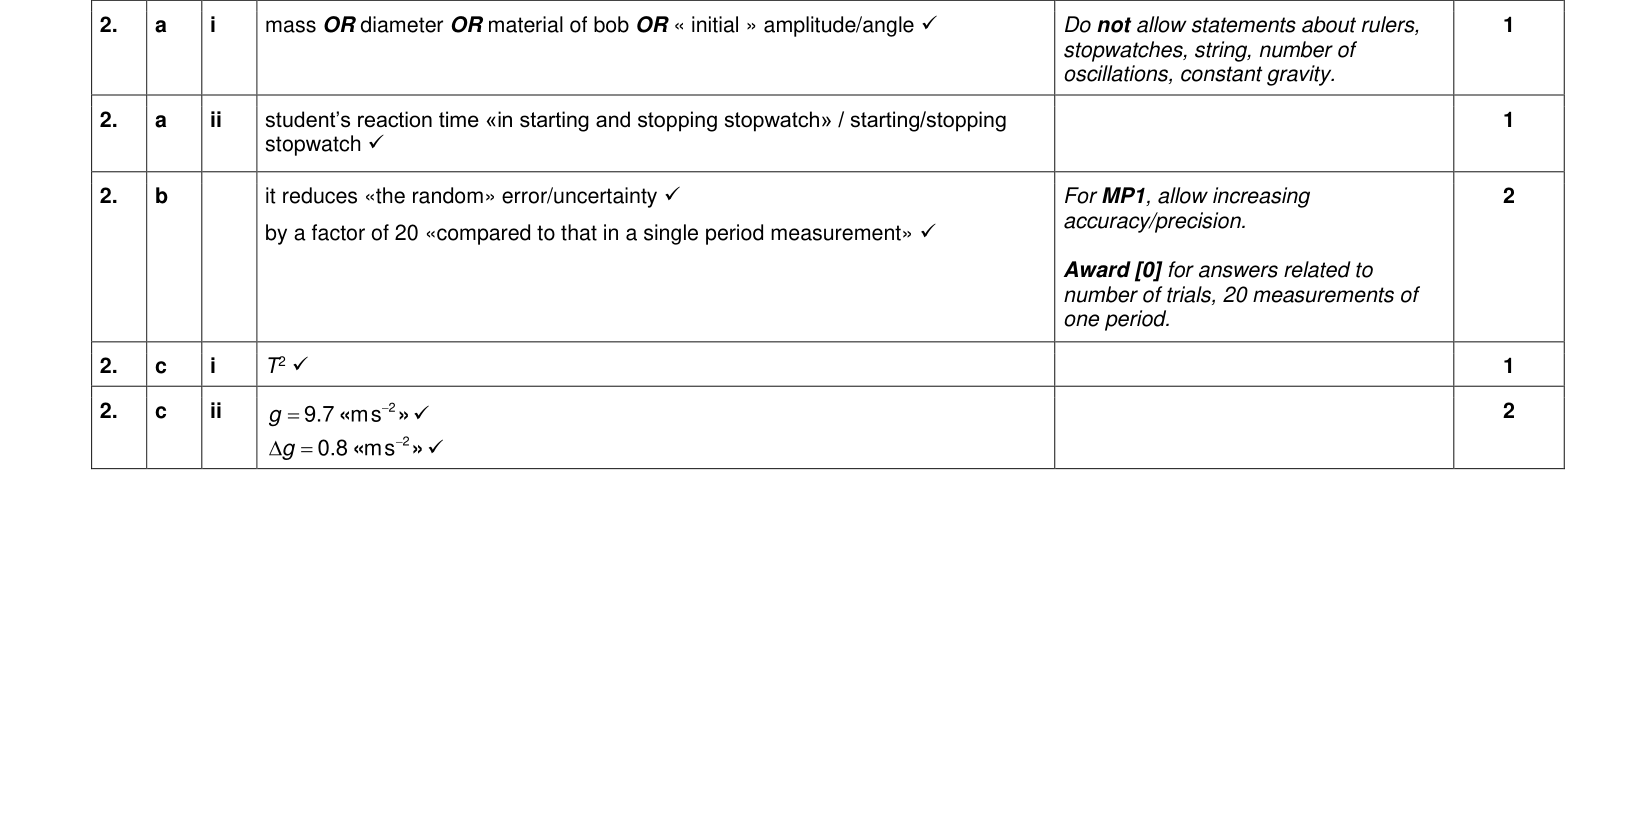 2. a i mass OR diameter OR material of bob OR « initial » amplitude/angle ✓ Do not allow statements about rulers, 1
stopwatches, string, number of
oscillations, constant gravity.
2. a ii student's reaction time «in starting and stopping stopwatch» / starting/stopping 1
stopwatch ✓
2. b it reduces «the random» error/uncertainty ✓ For MP1, allow increasing 2
accuracy/precision.
by a factor of 20 «compared to that in a single period measurement» ✓
Award [0] for answers related to
number of trials, 20 measurements of
one period.
2. c i T² ✓ 1
2. c ii g = 9.7 «m s⁻²» ✓ 2
Δg = 0.8 «m s⁻²» ✓